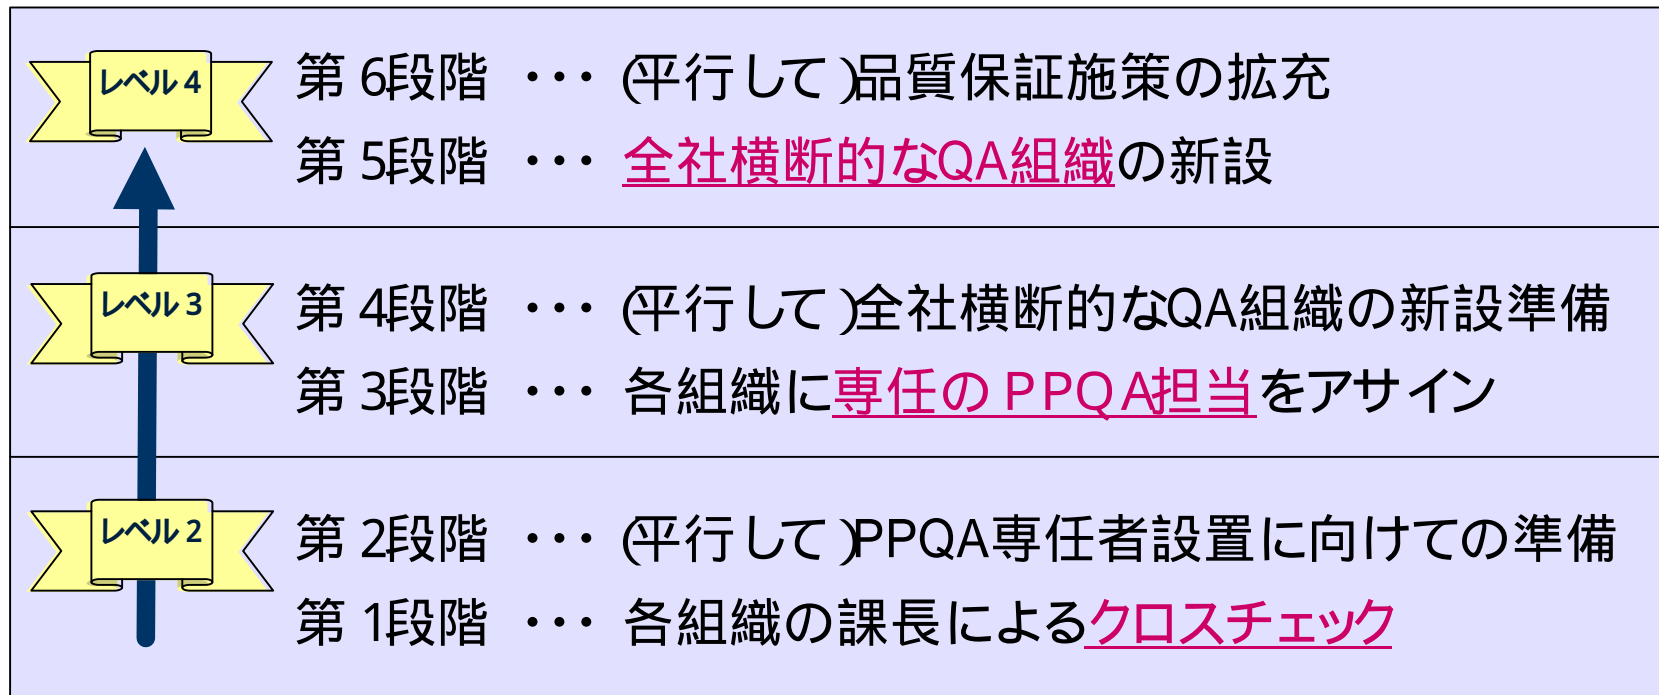 レベル4
第6段階 ・・・ (平行して)品質保証施策の拡充
第5段階 ・・・ 全社横断的なQA組織の新設
レベル3
第4段階 ・・・ (平行して)全社横断的なQA組織の新設準備
第3段階 ・・・ 各組織に専任のPPQA担当をアサイン
レベル2
第2段階 ・・・ (平行して)PPQA専任者設置に向けての準備
第1段階 ・・・ 各組織の課長によるクロスチェック